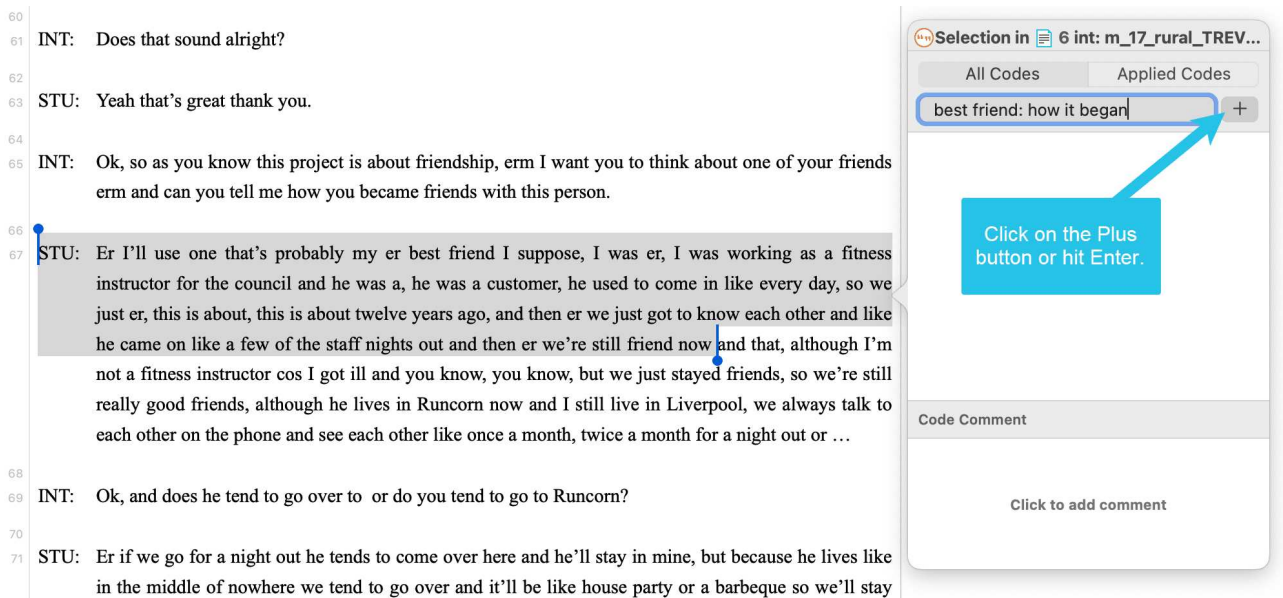 60
61 INT: Does that sound alright?
62
63 STU: Yeah that's great thank you.
64
65 INT: Ok, so as you know this project is about friendship, erm I want you to think about one of your friends
erm and can you tell me how you became friends with this person.
66
67 STU: Er I'll use one that's probably my er best friend I suppose, I was er, I was working as a fitness
instructor for the council and he was a, he was a customer, he used to come in like every day, so we
just er, this is about, this is about twelve years ago, and then er we just got to know each other and like
he came on like a few of the staff nights out and then er we're still friend now and that, although I'm
not a fitness instructor cos I got ill and you know, you know, but we just stayed friends, so we're still
really good friends, although he lives in Runcorn now and I still live in Liverpool, we always talk to
each other on the phone and see each other like once a month, twice a month for a night out or …
68
69 INT: Ok, and does he tend to go over to or do you tend to go to Runcorn?
70
71 STU: Er if we go for a night out he tends to come over here and he'll stay in mine, but because he lives like
in the middle of nowhere we tend to go over and it'll be like house party or a barbeque so we'll stay
Selection in 6 int: m_17_rural_TREV...
All Codes Applied Codes
best friend: how it began +
Click on the Plus
button or hit Enter.
Code Comment
Click to add comment